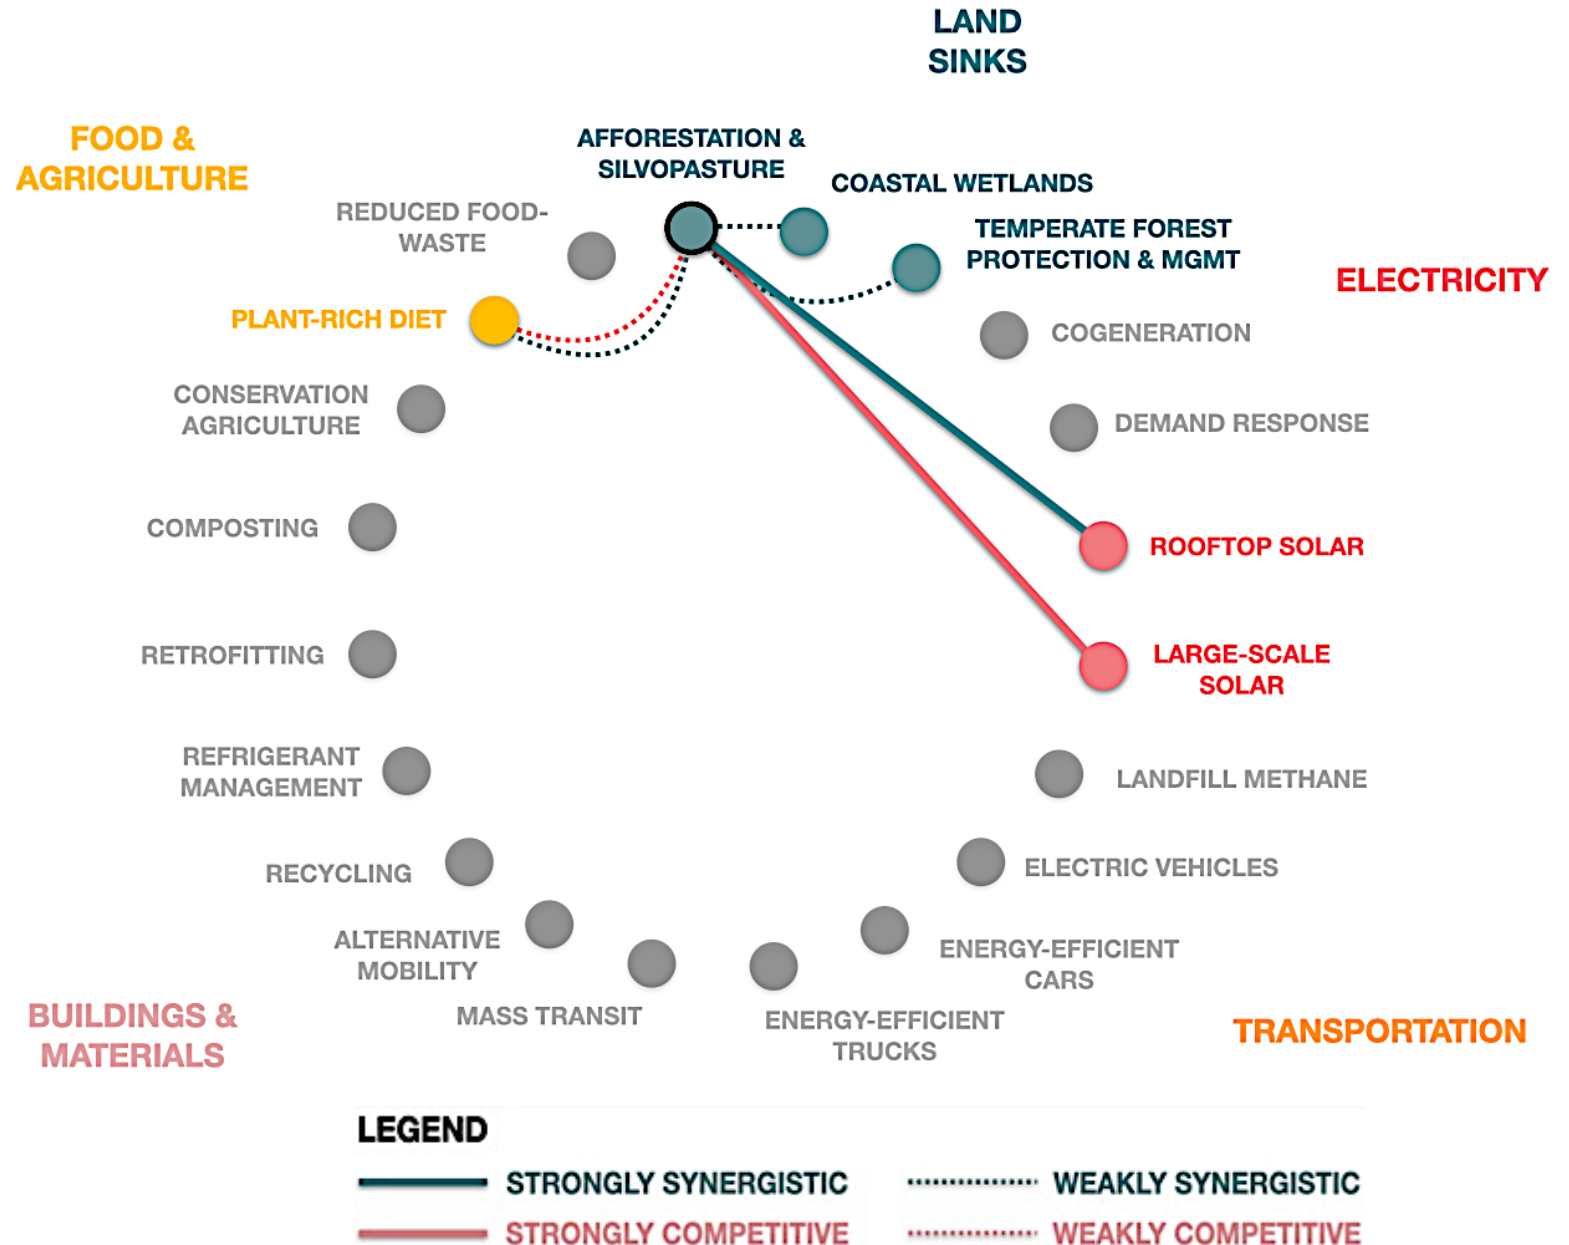 LAND
SINKS
FOOD &
AGRICULTURE
AFFORESTATION &
SILVOPASTURE
COASTAL WETLANDS
REDUCED FOOD-
WASTE
TEMPERATE FOREST
PROTECTION & MGMT
ELECTRICITY
PLANT-RICH DIET
COGENERATION
CONSERVATION
AGRICULTURE
DEMAND RESPONSE
COMPOSTING
ROOFTOP SOLAR
RETROFITTING
LARGE-SCALE
SOLAR
REFRIGERANT
MANAGEMENT
LANDFILL METHANE
RECYCLING
ELECTRIC VEHICLES
ALTERNATIVE
MOBILITY
ENERGY-EFFICIENT
CARS
MASS TRANSIT
ENERGY-EFFICIENT
TRUCKS
BUILDINGS &
MATERIALS
TRANSPORTATION
LEGEND
STRONGLY SYNERGISTIC
WEAKLY SYNERGISTIC
STRONGLY COMPETITIVE
WEAKLY COMPETITIVE